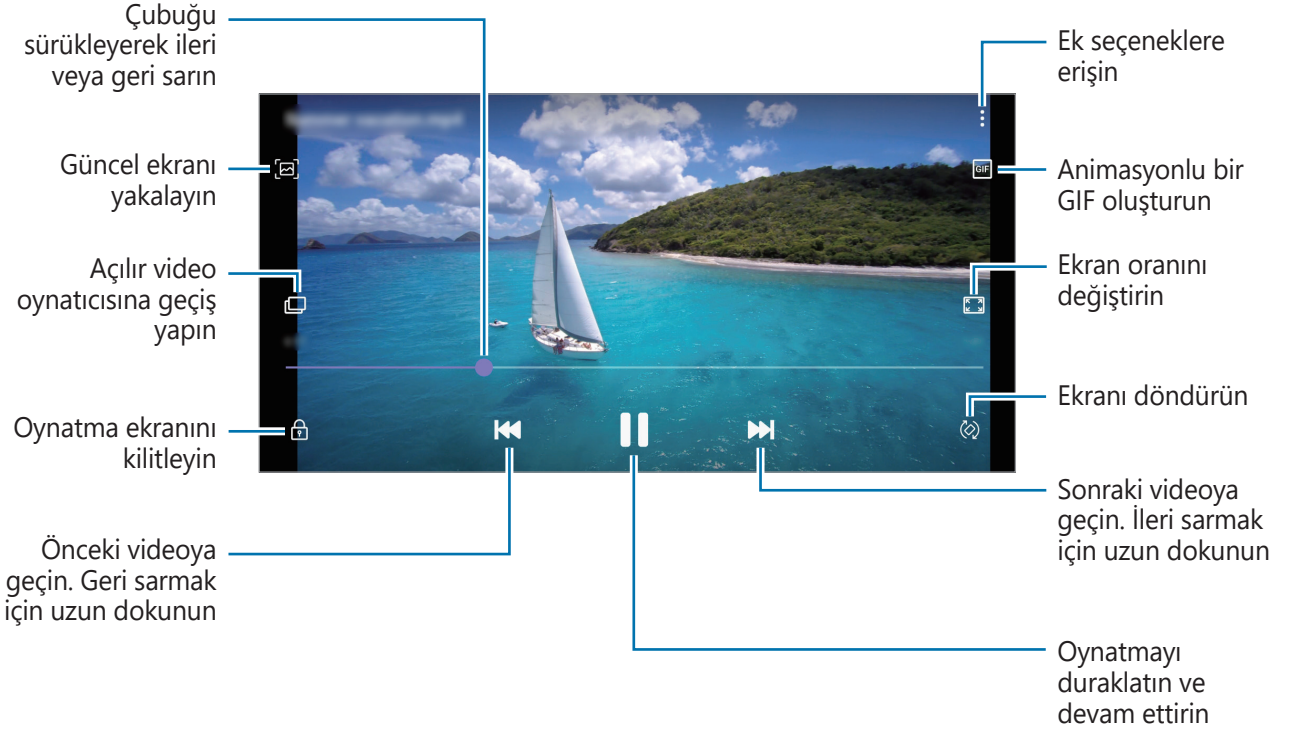 Çubuğu
sürükleyerek ileri
veya geri sarın
Güncel ekranı
yakalayın
Açılır video
oynatıcısına geçiş
yapın
Oynatma ekranını
kilitleyin
Önceki videoya
geçin. Geri sarmak
için uzun dokunun
Ek seçeneklere
erişin
GIF
Animasyonlu bir
GIF oluşturun
Ekran oranını
değiştirin
Ekranı döndürün
Sonraki videoya
geçin. İleri sarmak
için uzun dokunun
Oynatmayı
duraklatın ve
devam ettirin